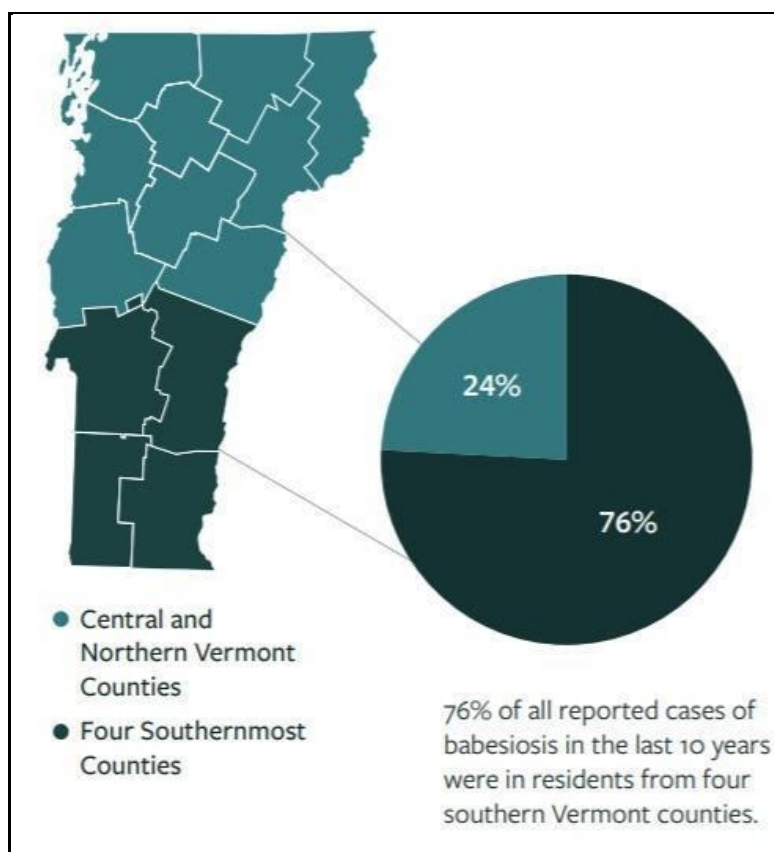 24%
76%
Central and
Northern Vermont
Counties
Four Southernmost
Counties
76% of all reported cases of
babesiosis in the last 10 years
were in residents from four
southern Vermont counties.